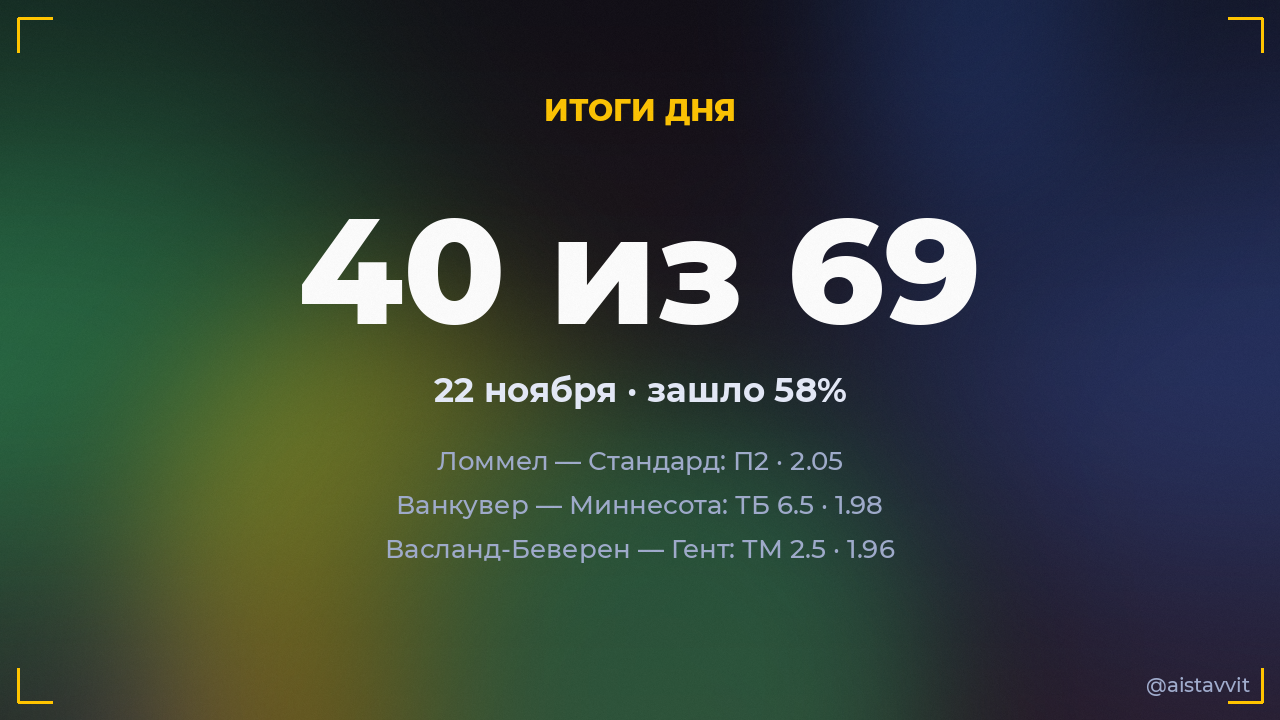 ИТОГИ ДНЯ
40 из 69
22 ноября · зашло 58%
Ломмел — Стандард: П2 · 2.05
Ванкувер — Миннесота: ТБ 6.5 · 1.98
Васланд-Беверен — Гент: ТМ 2.5 · 1.96
@aistavvit